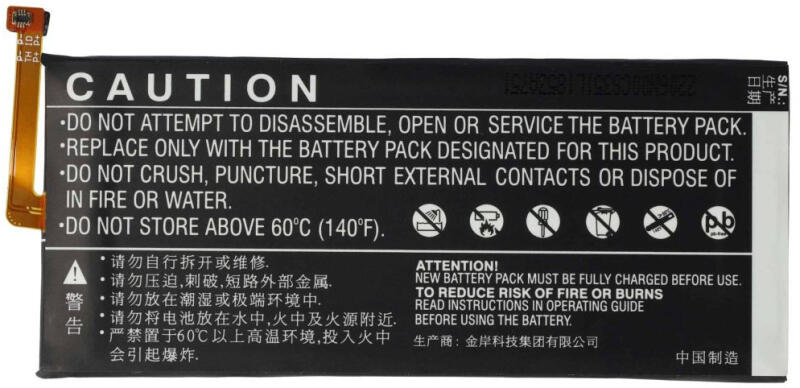 P- P-
TH ID
P+ P+
CAUTION
S/N:
生产
日期
•DO NOT ATTEMPT TO DISASSEMBLE, OPEN OR SERVICE THE BATTERY PACK.
•REPLACE ONLY WITH THE BATTERY PACK DESIGNATED FOR THIS PRODUCT.
•DO NOT CRUSH, PUNCTURE, SHORT EXTERNAL CONTACTS OR DISPOSE OF
IN FIRE OR WATER.
•DO NOT STORE ABOVE 60°C (140°F).
Pb
pb-free
警告
•请勿自行拆开或维修.
•请勿压迫,刺破,短路外部金属.
•请勿放在潮湿或极端环境中.
•请勿将电池放在水中,火中及火源附近.
•严禁置于60℃以上高温环境,投入火中
会引起爆炸.
ATTENTION!
NEW BATTERY PACK MUST BE FULLY CHARGED BEFORE USE.
TO REDUCE RISK OF FIRE OR BURNS
READ INSTRUCTIONS IN OPERATING GUIDE
BEFORE USING THE BATTERY.
生产商:金岸科技集团有限公司
中国制造